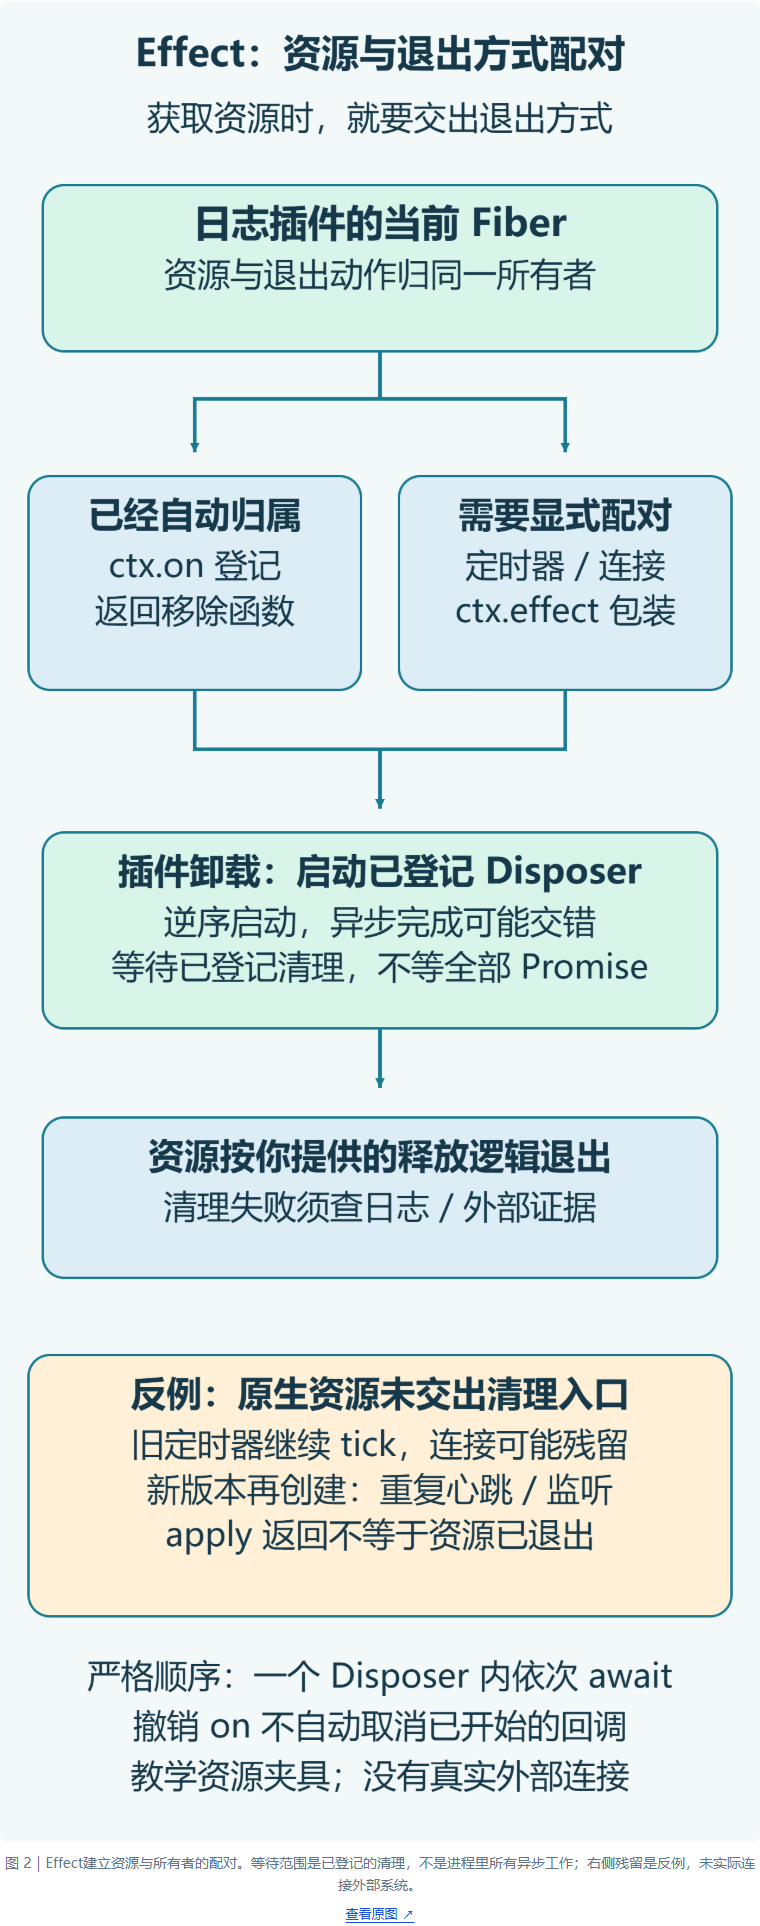 Effect：资源与退出方式配对
获取资源时，就要交出退出方式
日志插件的当前 Fiber
资源与退出动作归同一所有者
已经自动归属
ctx.on 登记
返回移除函数
需要显式配对
定时器 / 连接
ctx.effect 包装
插件卸载：启动已登记 Disposer
逆序启动，异步完成可能交错
等待已登记清理，不等全部 Promise
资源按你提供的释放逻辑退出
清理失败须查日志 / 外部证据
反例：原生资源未交出清理入口
旧定时器继续 tick，连接可能残留
新版本再创建：重复心跳 / 监听
apply 返回不等于资源已退出
严格顺序：一个 Disposer 内依次 await
撤销 on 不自动取消已开始的回调
教学资源夹具；没有真实外部连接
图 2｜Effect建立资源与所有者的配对。等待范围是已登记的清理，不是进程里所有异步工作；右侧残留是反例，未实际连
接外部系统。
查看原图 ↗